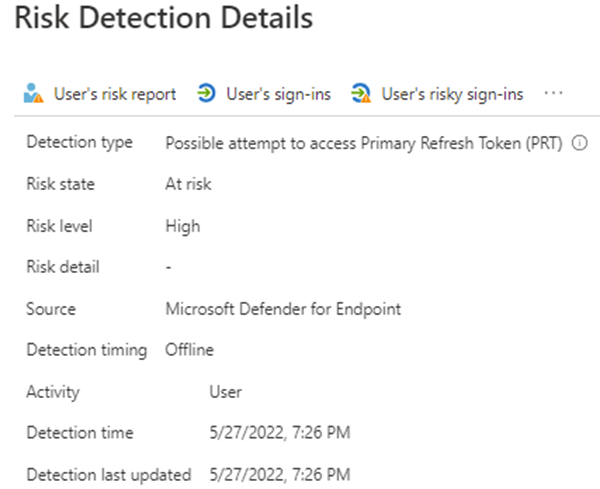 Risk Detection Details
User's risk report User's sign-ins User's risky sign-ins ...
Detection type Possible attempt to access Primary Refresh Token (PRT)
Risk state At risk
Risk level High
Risk detail -
Source Microsoft Defender for Endpoint
Detection timing Offline
Activity User
Detection time 5/27/2022, 7:26 PM
Detection last updated 5/27/2022, 7:26 PM